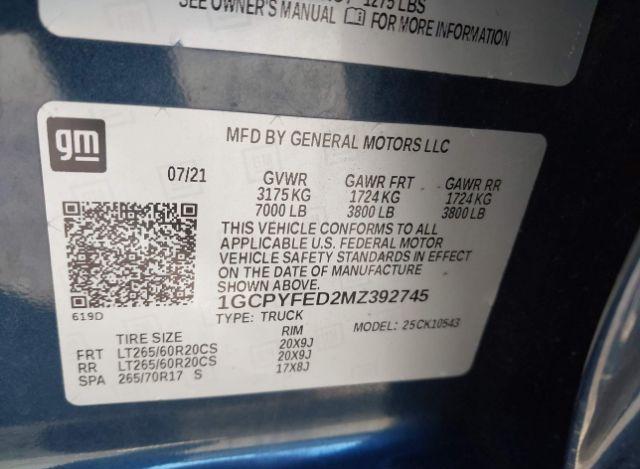 1275 LBS
SEE OWNER'S MANUAL FOR MORE INFORMATION
gm
MFD BY GENERAL MOTORS LLC
07/21 GVWR GAWR FRT GAWR RR
3175 KG 1724 KG 1724 KG
7000 LB 3800 LB 3800 LB
THIS VEHICLE CONFORMS TO ALL
APPLICABLE U.S. FEDERAL MOTOR
VEHICLE SAFETY STANDARDS IN EFFECT
ON THE DATE OF MANUFACTURE
SHOWN ABOVE.
1GCPYFED2MZ392745
619D
TYPE: TRUCK MODEL: 25CK10543
TIRE SIZE RIM
FRT LT265/60R20CS 20X9J
RR LT265/60R20CS 20X9J
SPA 265/70R17 S 17X8J